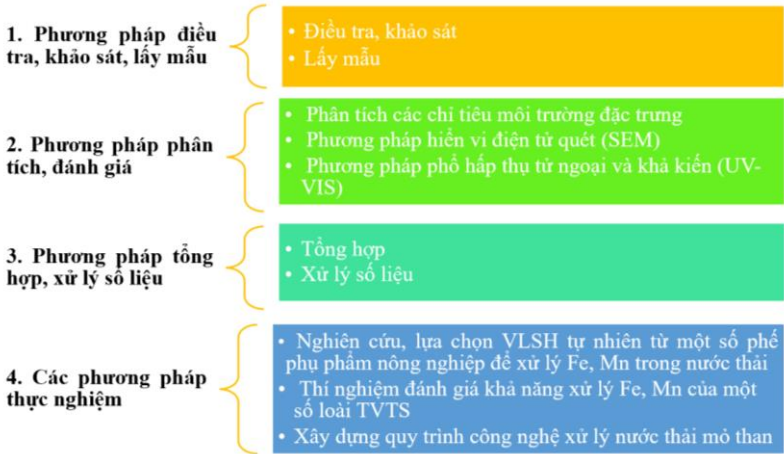 1. Phương pháp điều
tra, khảo sát, lấy mẫu
• Điều tra, khảo sát
• Lấy mẫu
2. Phương pháp phân
tích, đánh giá
• Phân tích các chỉ tiêu môi trường đặc trưng
• Phương pháp hiển vi điện tử quét (SEM)
• Phương pháp phổ hấp thụ tử ngoại và khả kiến (UV-
VIS)
3. Phương pháp tổng
hợp, xử lý số liệu
• Tổng hợp
• Xử lý số liệu
4. Các phương pháp
thực nghiệm
• Nghiên cứu, lựa chọn VLSH tự nhiên từ một số phế
phụ phẩm nông nghiệp để xử lý Fe, Mn trong nước thải
• Thí nghiệm đánh giá khả năng xử lý Fe, Mn của một
số loài TVTS
• Xây dựng quy trình công nghệ xử lý nước thải mỏ than